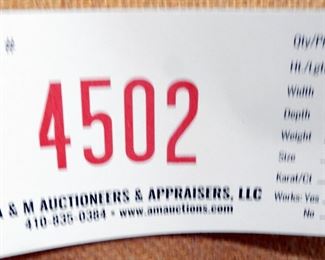 #
4502
A & M AUCTIONEERS & APPRAISERS, LLC
410-835-0384 • www.amauctions.com
Qty/P
Ht./Lgt
Width
Depth
Weight
Size
Karat/Ct
Works: Yes
No